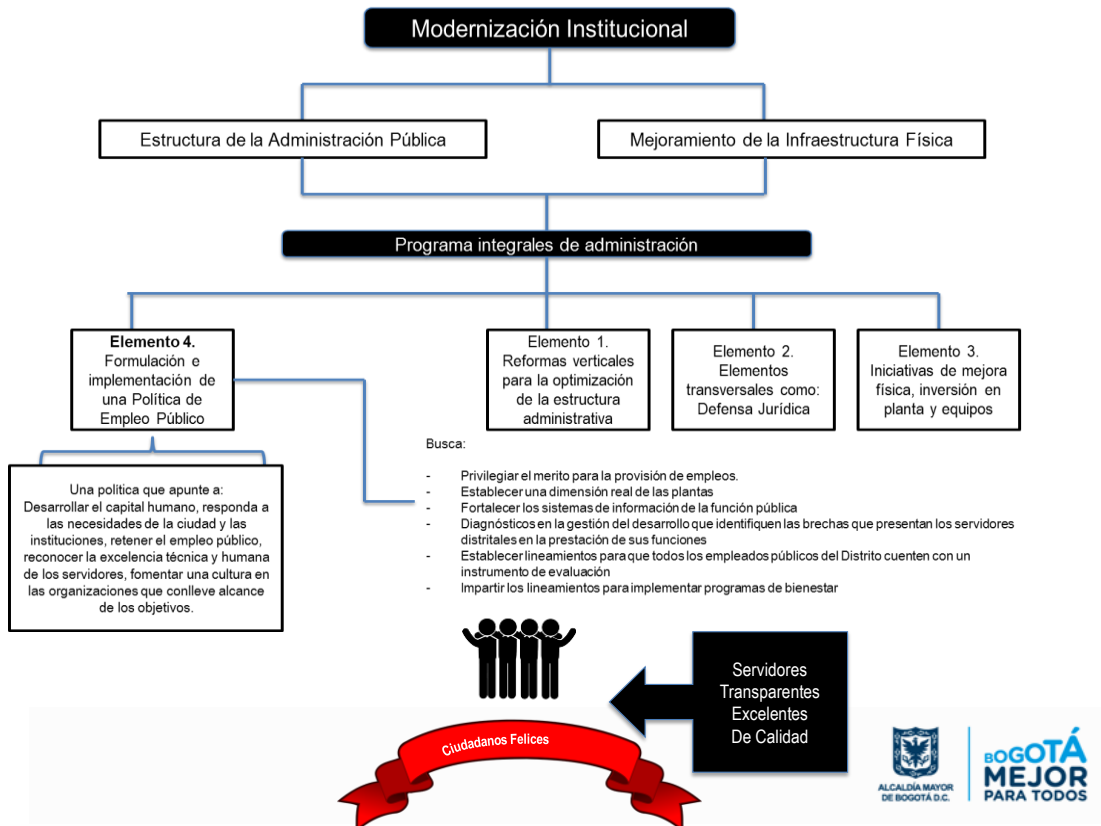 Modernización Institucional
Estructura de la Administración Pública
Mejoramiento de la Infraestructura Física
Programa integrales de administración
Elemento 4.
Formulación e
implementación de
una Política de
Empleo Público
Elemento 1.
Reformas verticales
para la optimización
de la estructura
administrativa
Elemento 2.
Elementos
transversales como:
Defensa Jurídica
Elemento 3.
Iniciativas de mejora
física, inversión en
planta y equipos
Una política que apunte a:
Desarrollar el capital humano, responda a
las necesidades de la ciudad y las
instituciones, retener el empleo público,
reconocer la excelencia técnica y humana
de los servidores, fomentar una cultura en
las organizaciones que conlleve alcance
de los objetivos.
Busca:
- Privilegiar el merito para la provisión de empleos.
- Establecer una dimensión real de las plantas
- Fortalecer los sistemas de información de la función pública
- Diagnósticos en la gestión del desarrollo que identifiquen las brechas que presentan los servidores
distritales en la prestación de sus funciones
- Establecer lineamientos para que todos los empleados públicos del Distrito cuenten con un
instrumento de evaluación
- Impartir los lineamientos para implementar programas de bienestar
Servidores
Transparentes
Excelentes
De Calidad
Ciudadanos Felices
ALCALDÍA MAYOR
DE BOGOTÁ D.C.
BOGOTÁ
MEJOR
PARA TODOS